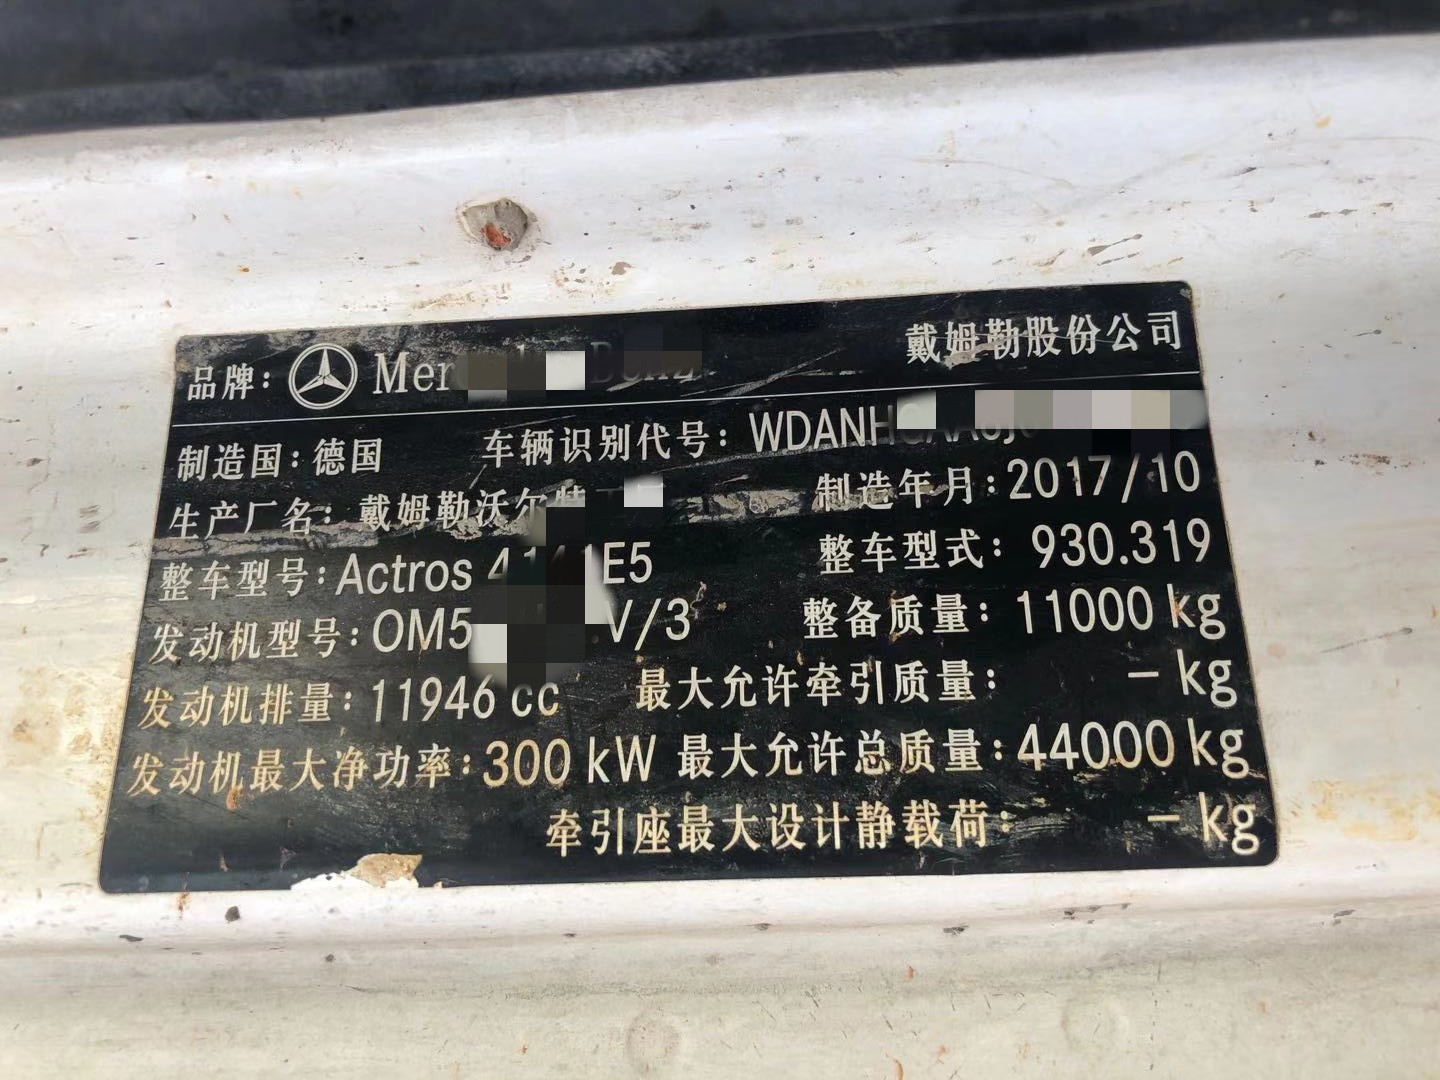 品牌: Mer
戴姆勒股份公司
制造国: 德国 车辆识别代号: WDANH
生产厂名: 戴姆勒沃尔特 制造年月: 2017/10
整车型号: Actros 4 E5 整车型式: 930.319
发动机型号: OM5 V/3 整备质量: 11000 kg
发动机排量: 11946 cc 最大允许牵引质量: – kg
发动机最大净功率: 300 kW 最大允许总质量: 44000 kg
牵引座最大设计静载荷: – kg